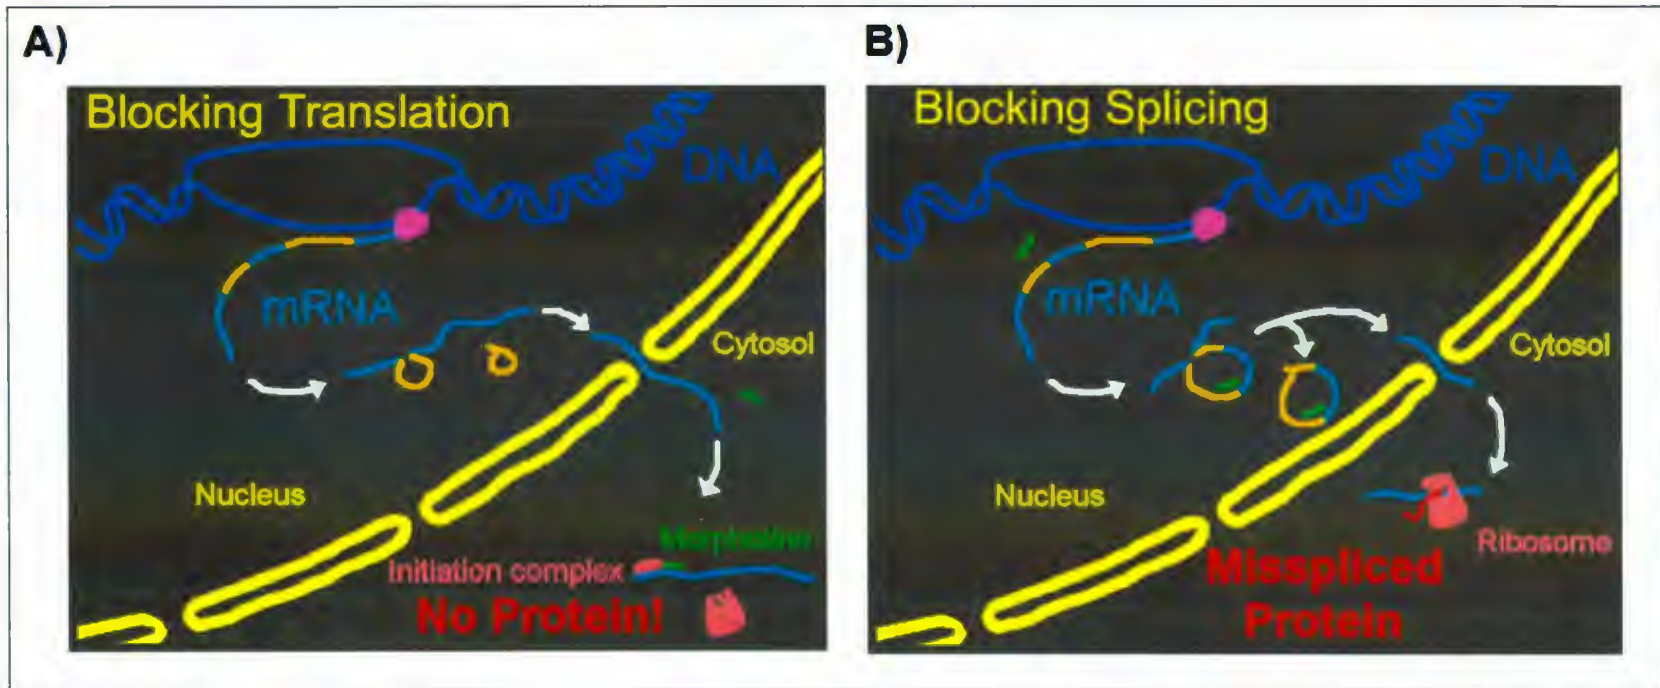 A)
Blocking Translation
DNA
mRNA
Cytosol
Nucleus
Morpholino
Initiation complex
No Protein!
B)
Blocking Splicing
DNA
mRNA
Cytosol
Nucleus
Ribosome
Misspliced
Protein